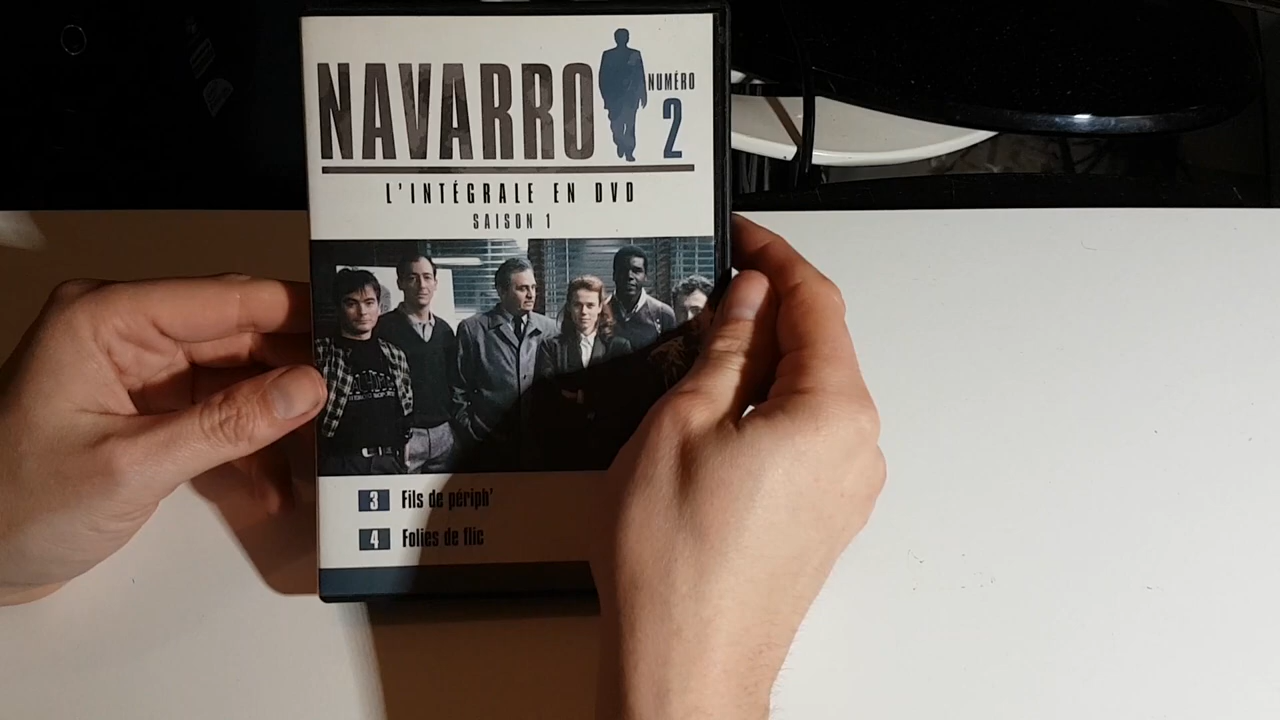 NAVARRO
NUMÉRO
2
L'INTÉGRALE EN DVD
SAISON 1
3 Fils de périph'
4 Folies de flic